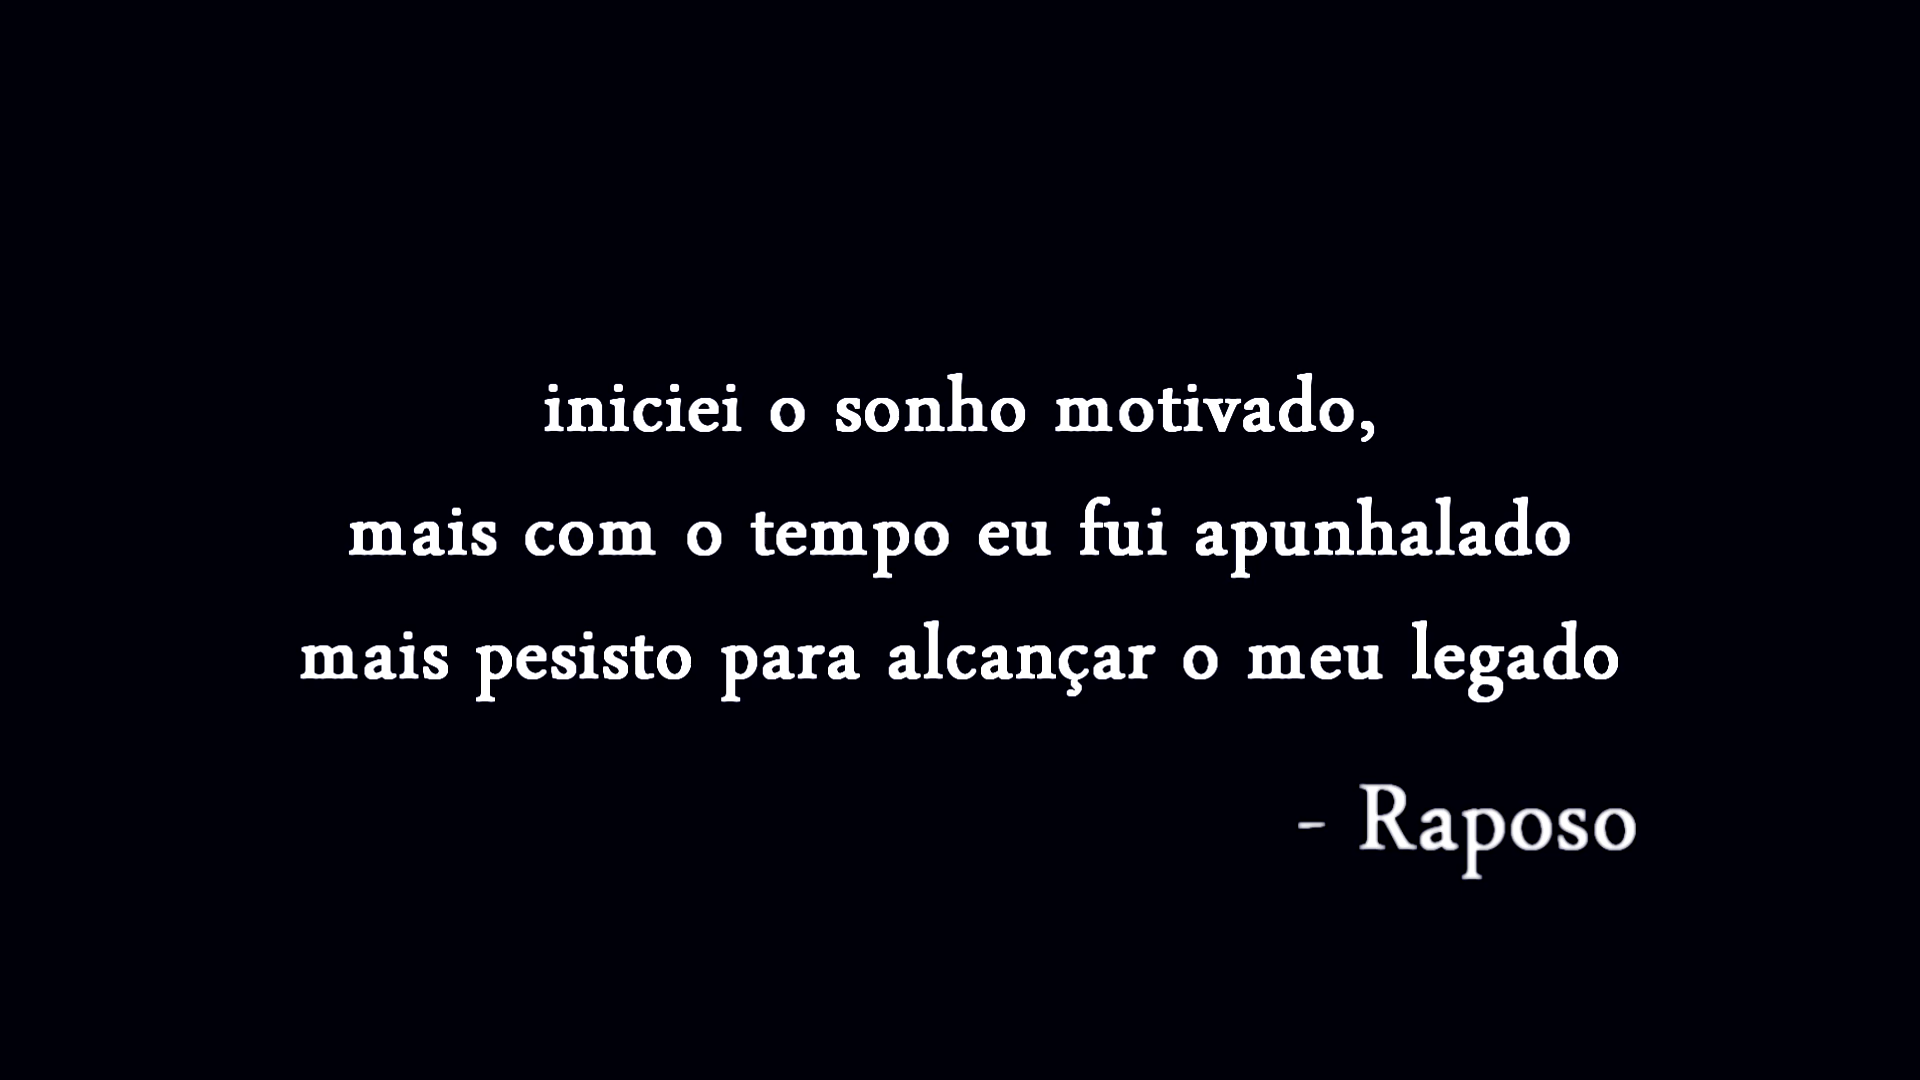 iniciei o sonho motivado,
mais com o tempo eu fui apunhalado
mais pesisto para alcançar o meu legado
- Raposo